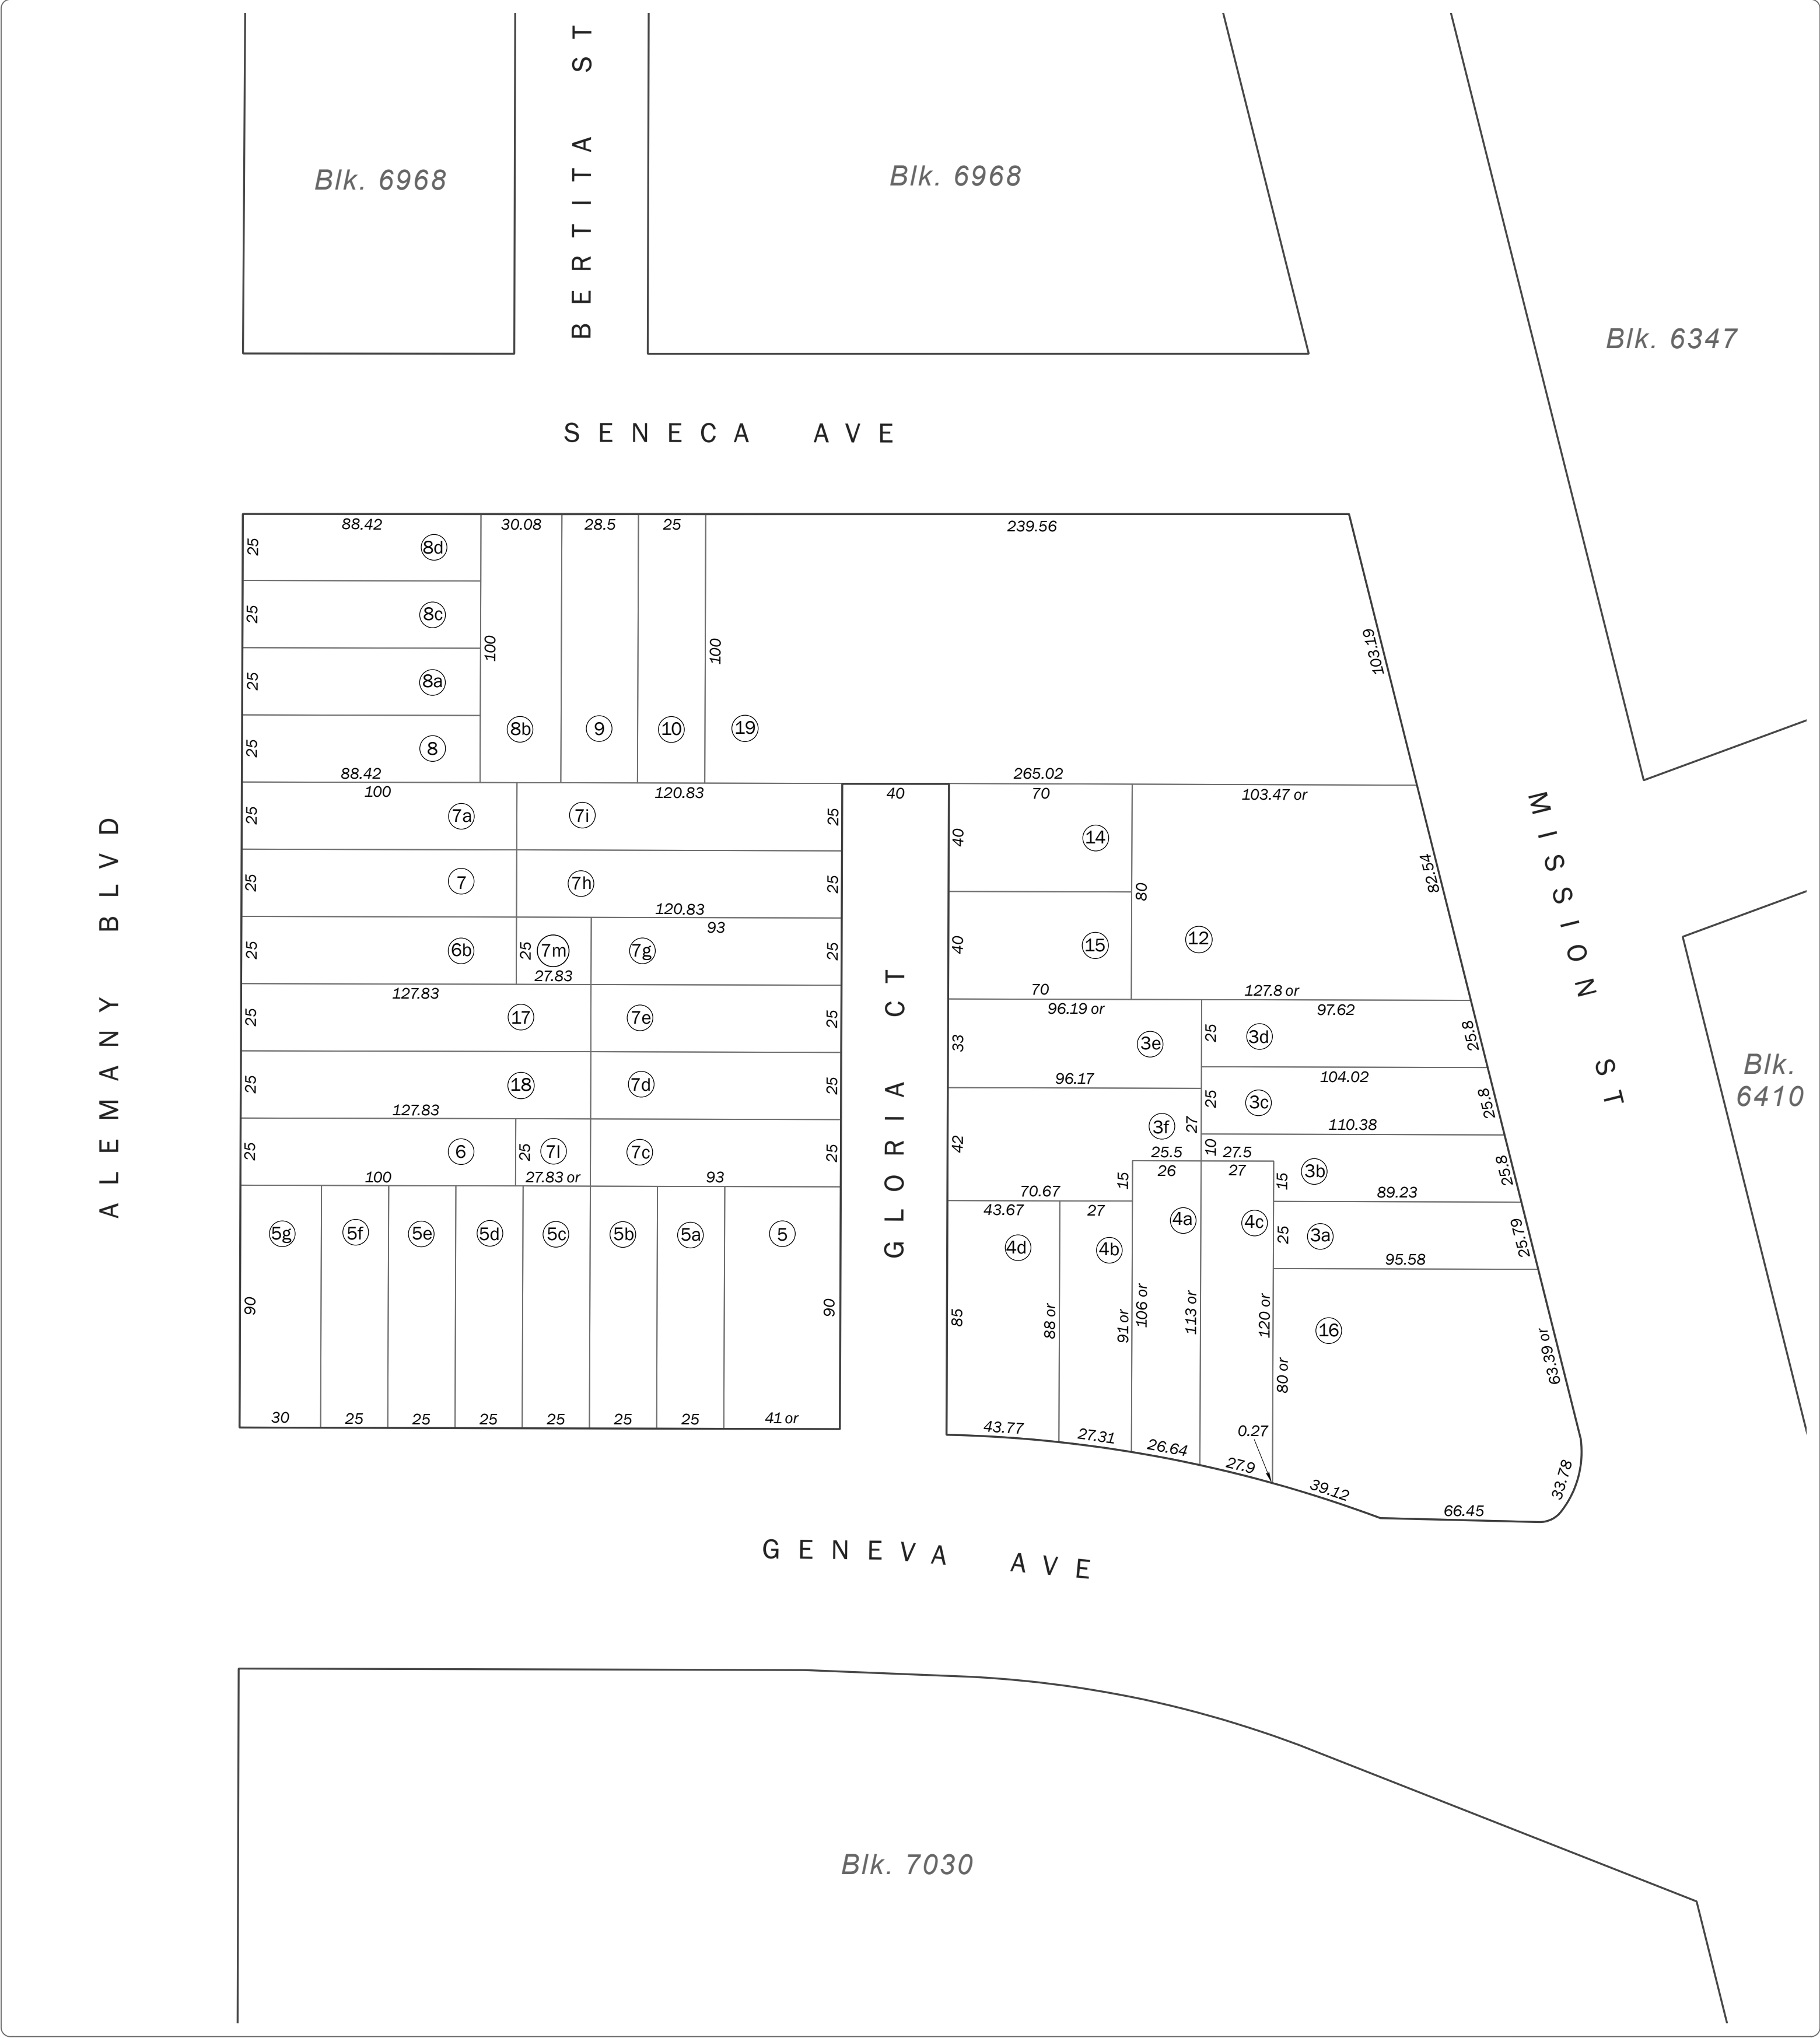 BERTITA ST
Blk. 6968
Blk. 6968
Blk. 6347
SENECA AVE
88.42
30.08
28.5
25
239.56
25
8d
25
8c
100
100
103.19
25
8a
25
8
8b
9
10
19
88.42
265.02
100
120.83
40
70
103.47 or
25
7a
7i
25
40
14
82.54
MISSION ST
ALEMANY BLVD
25
7
7h
25
80
120.83
93
25
6b
25
7m
7g
25
40
15
12
27.83
127.83
70
127.8 or
GLORIA CT
96.19 or
97.62
25
17
7e
25
33
3e
25
3d
25.8
Blk.
6410
96.17
104.02
25
18
7d
25
25
3c
25.8
127.83
42
3f
27
110.38
25
6
25
7l
7c
25
25.5
10
27.5
100
27.83 or
93
26
27
15
15
3b
25.8
70.67
89.23
43.67
27
5g
5f
5e
5d
5c
5b
5a
5
4d
4b
4a
4c
25
3a
25.79
95.58
90
90
85
88 or
91 or
106 or
113 or
120 or
80 or
16
63.39 or
30
25
25
25
25
25
25
41 or
43.77
27.31
26.64
27.9
0.27
39.12
66.45
33.78
GENEVA AVE
Blk. 7030